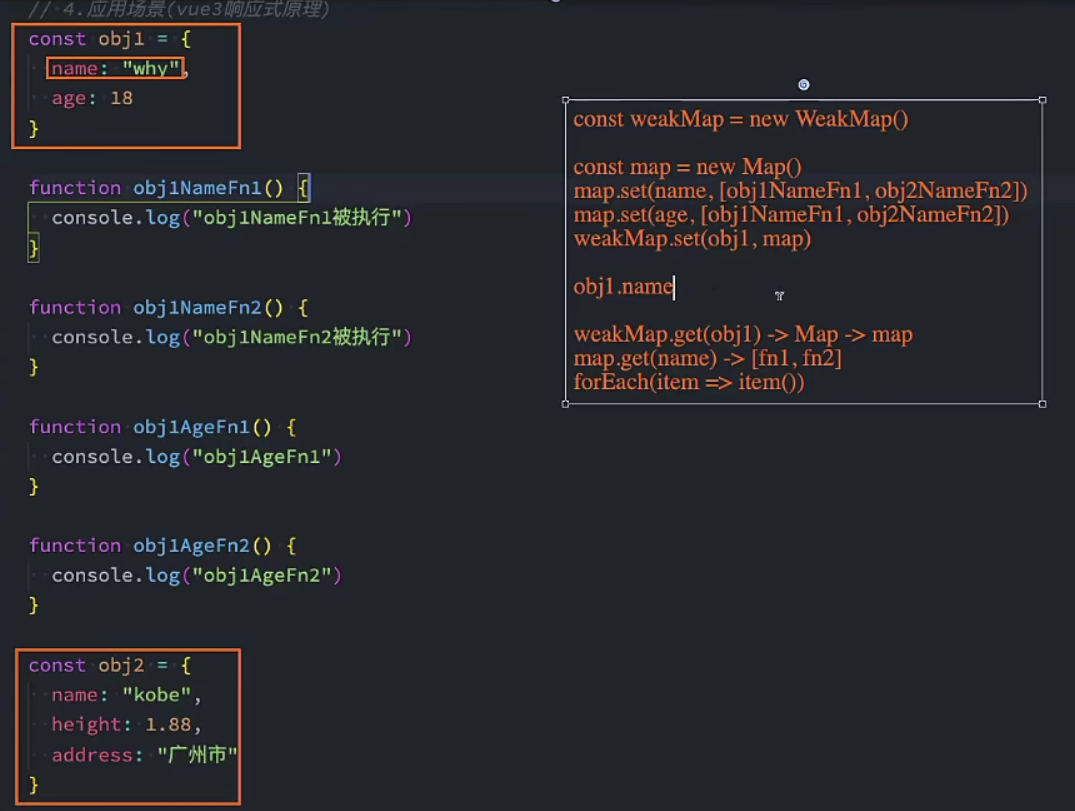 // 4.应用场景(vue3响应式原理)
const obj1 = {
name: "why",
age: 18
}
function obj1NameFn1() {
console.log("obj1NameFn1被执行")
}
function obj1NameFn2() {
console.log("obj1NameFn2被执行")
}
function obj1AgeFn1() {
console.log("obj1AgeFn1")
}
function obj1AgeFn2() {
console.log("obj1AgeFn2")
}
const obj2 = {
name: "kobe",
height: 1.88,
address: "广州市"
}
const weakMap = new WeakMap()
const map = new Map()
map.set(name, [obj1NameFn1, obj2NameFn2])
map.set(age, [obj1NameFn1, obj2NameFn2])
weakMap.set(obj1, map)
obj1.name
weakMap.get(obj1) -> Map -> map
map.get(name) -> [fn1, fn2]
forEach(item => item())